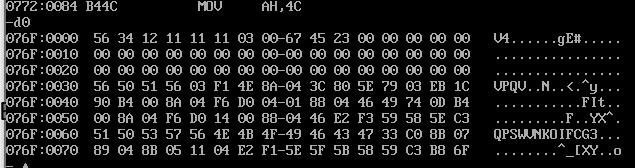 0772:0084 B44C          MOV     AH,4C
-d0
076F:0000  56 34 12 11 11 11 03 00-67 45 23 00 00 00 00 00   V4......gE#.....
076F:0010  00 00 00 00 00 00 00 00-00 00 00 00 00 00 00 00   ................
076F:0020  00 00 00 00 00 00 00 00-00 00 00 00 00 00 00 00   ................
076F:0030  56 50 51 56 03 F1 4E 8A-04 3C 80 5E 79 03 EB 1C   VPQV..N..<.^y...
076F:0040  90 B4 00 8A 04 F6 D0 04-01 88 04 46 49 74 0D B4   ...........FIt..
076F:0050  00 8A 04 F6 D0 14 00 88-04 46 E2 F3 59 58 5E C3   .........F..YX^.
076F:0060  51 50 53 57 56 4E 4B 4F-49 46 43 47 33 C0 8B 07   QPSWVNKOIFCG3...
076F:0070  89 04 8B 05 11 04 E2 F1-5E 5F 5B 58 59 C3 B8 6F   ........^_[XY..o